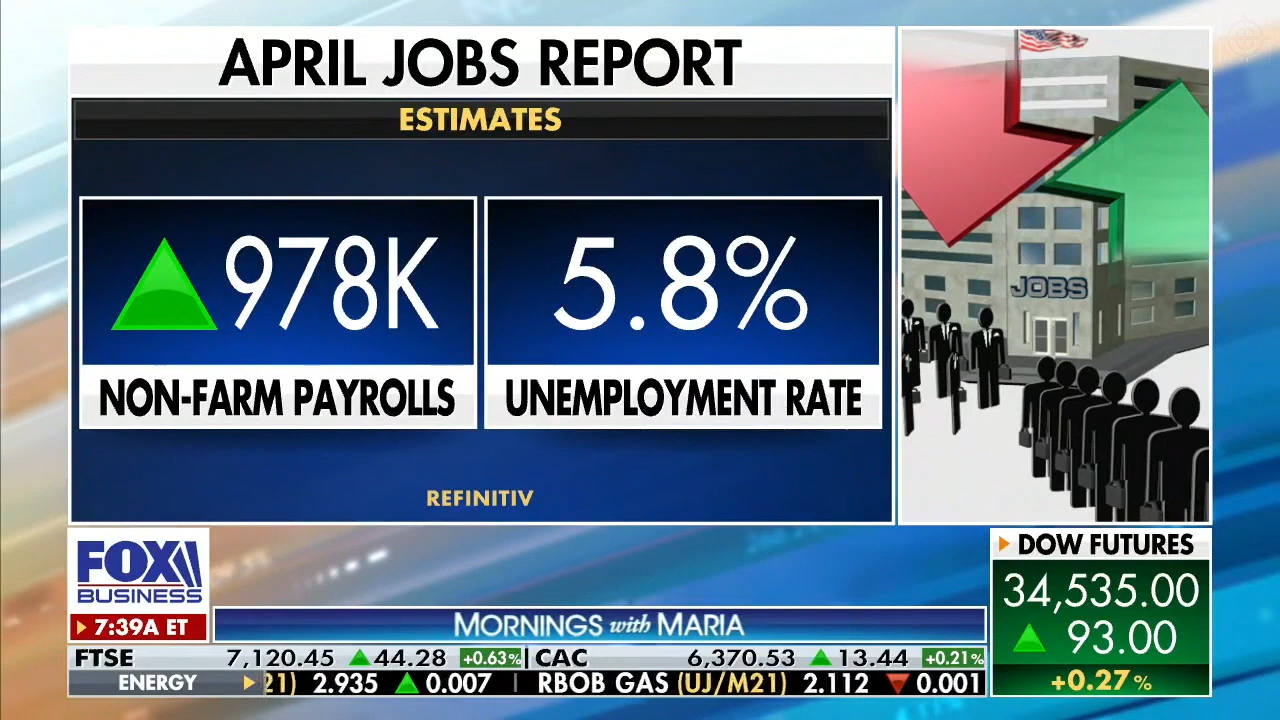 APRIL JOBS REPORT
ESTIMATES
978K
5.8%
NON-FARM PAYROLLS
UNEMPLOYMENT RATE
REFINITIV
JOBS
FOX
BUSINESS
7:39A ET
MORNINGS with MARIA
DOW FUTURES
34,535.00
93.00
+0.27%
FTSE 7,120.45 44.28 +0.63% CAC 6,370.53 13.44 +0.21%
ENERGY 21) 2.935 0.007 RBOB GAS (UJ/M21) 2.112 0.001